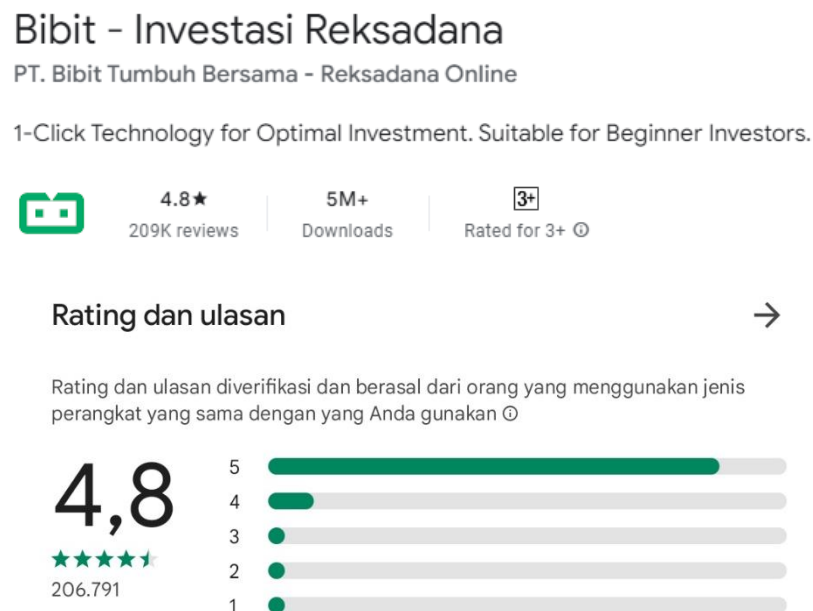 Bibit - Investasi Reksadana
PT. Bibit Tumbuh Bersama - Reksadana Online
1-Click Technology for Optimal Investment. Suitable for Beginner Investors.
4.8★ 5M+ 3+
209K reviews Downloads Rated for 3+ ⓘ
Rating dan ulasan →
Rating dan ulasan diverifikasi dan berasal dari orang yang menggunakan jenis
perangkat yang sama dengan yang Anda gunakan ⓘ
4,8
206.791
5
4
3
2
1